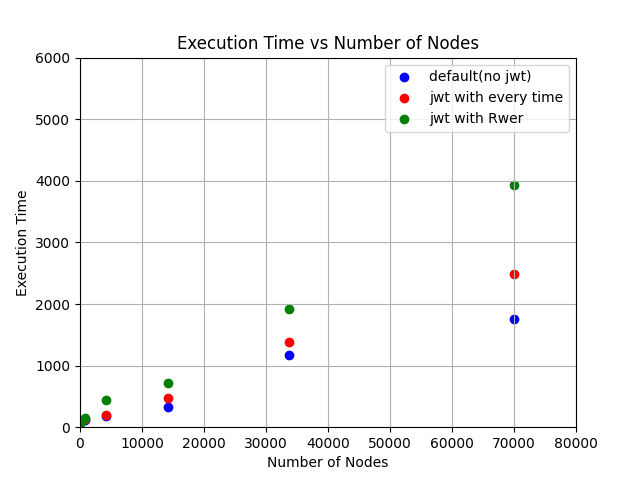 Execution Time vs Number of Nodes
6000
5000
4000
3000
2000
1000
0
Execution Time
default(no jwt)
jwt with every time
jwt with Rwer
0 10000 20000 30000 40000 50000 60000 70000 80000
Number of Nodes